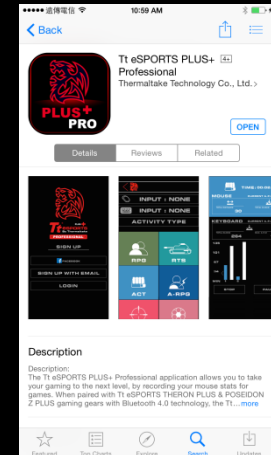 遠傳電信 10:59 AM
Back
Tt eSPORTS PLUS+ 4+
Professional
Thermaltake Technology Co., Ltd.
OPEN
PLUS+
PRO
Details Reviews Related
Tt eSPORTS
PROFESSIONAL
SIGN UP
FACEBOOK
SIGN UP WITH EMAIL
LOGIN
INPUT : NONE
INPUT : NONE
ACTIVITY TYPE
RPG
RTS
ACT
A-RPG
MOUSE
KEYBOARD
Description
Description:
The Tt eSPORTS PLUS+ Professional application allows you to take
your gaming to the next level, by recording your mouse stats for
games. When paired with Tt eSPORTS THERON PLUS & POSEIDON
Z PLUS gaming gears with Bluetooth 4.0 technology, the Tt... more
Featured Top Charts Explore Search Updates